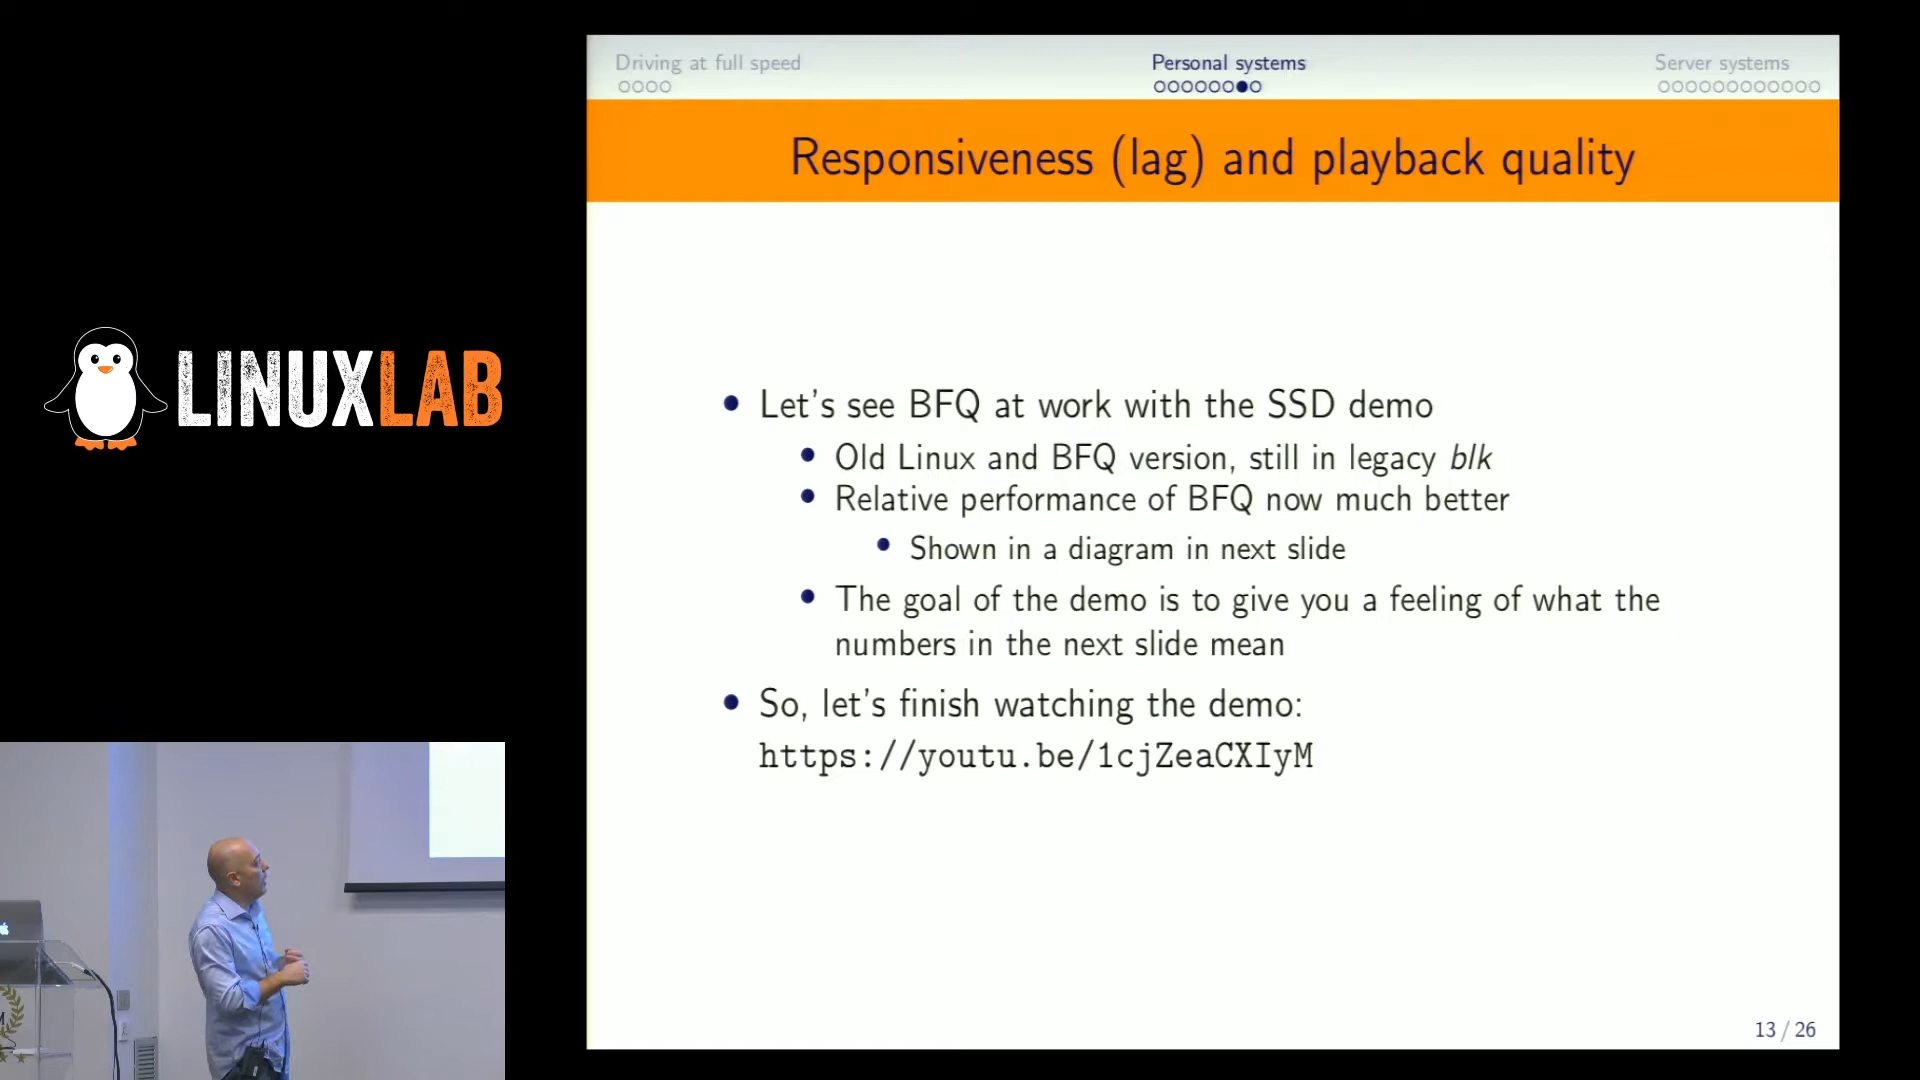 Driving at full speed
Personal systems
Server systems
Responsiveness (lag) and playback quality
LINUXLAB
• Let's see BFQ at work with the SSD demo
• Old Linux and BFQ version, still in legacy blk
• Relative performance of BFQ now much better
• Shown in a diagram in next slide
• The goal of the demo is to give you a feeling of what the
numbers in the next slide mean
• So, let's finish watching the demo:
https://youtu.be/1cjZeaCXIyM
13 / 26